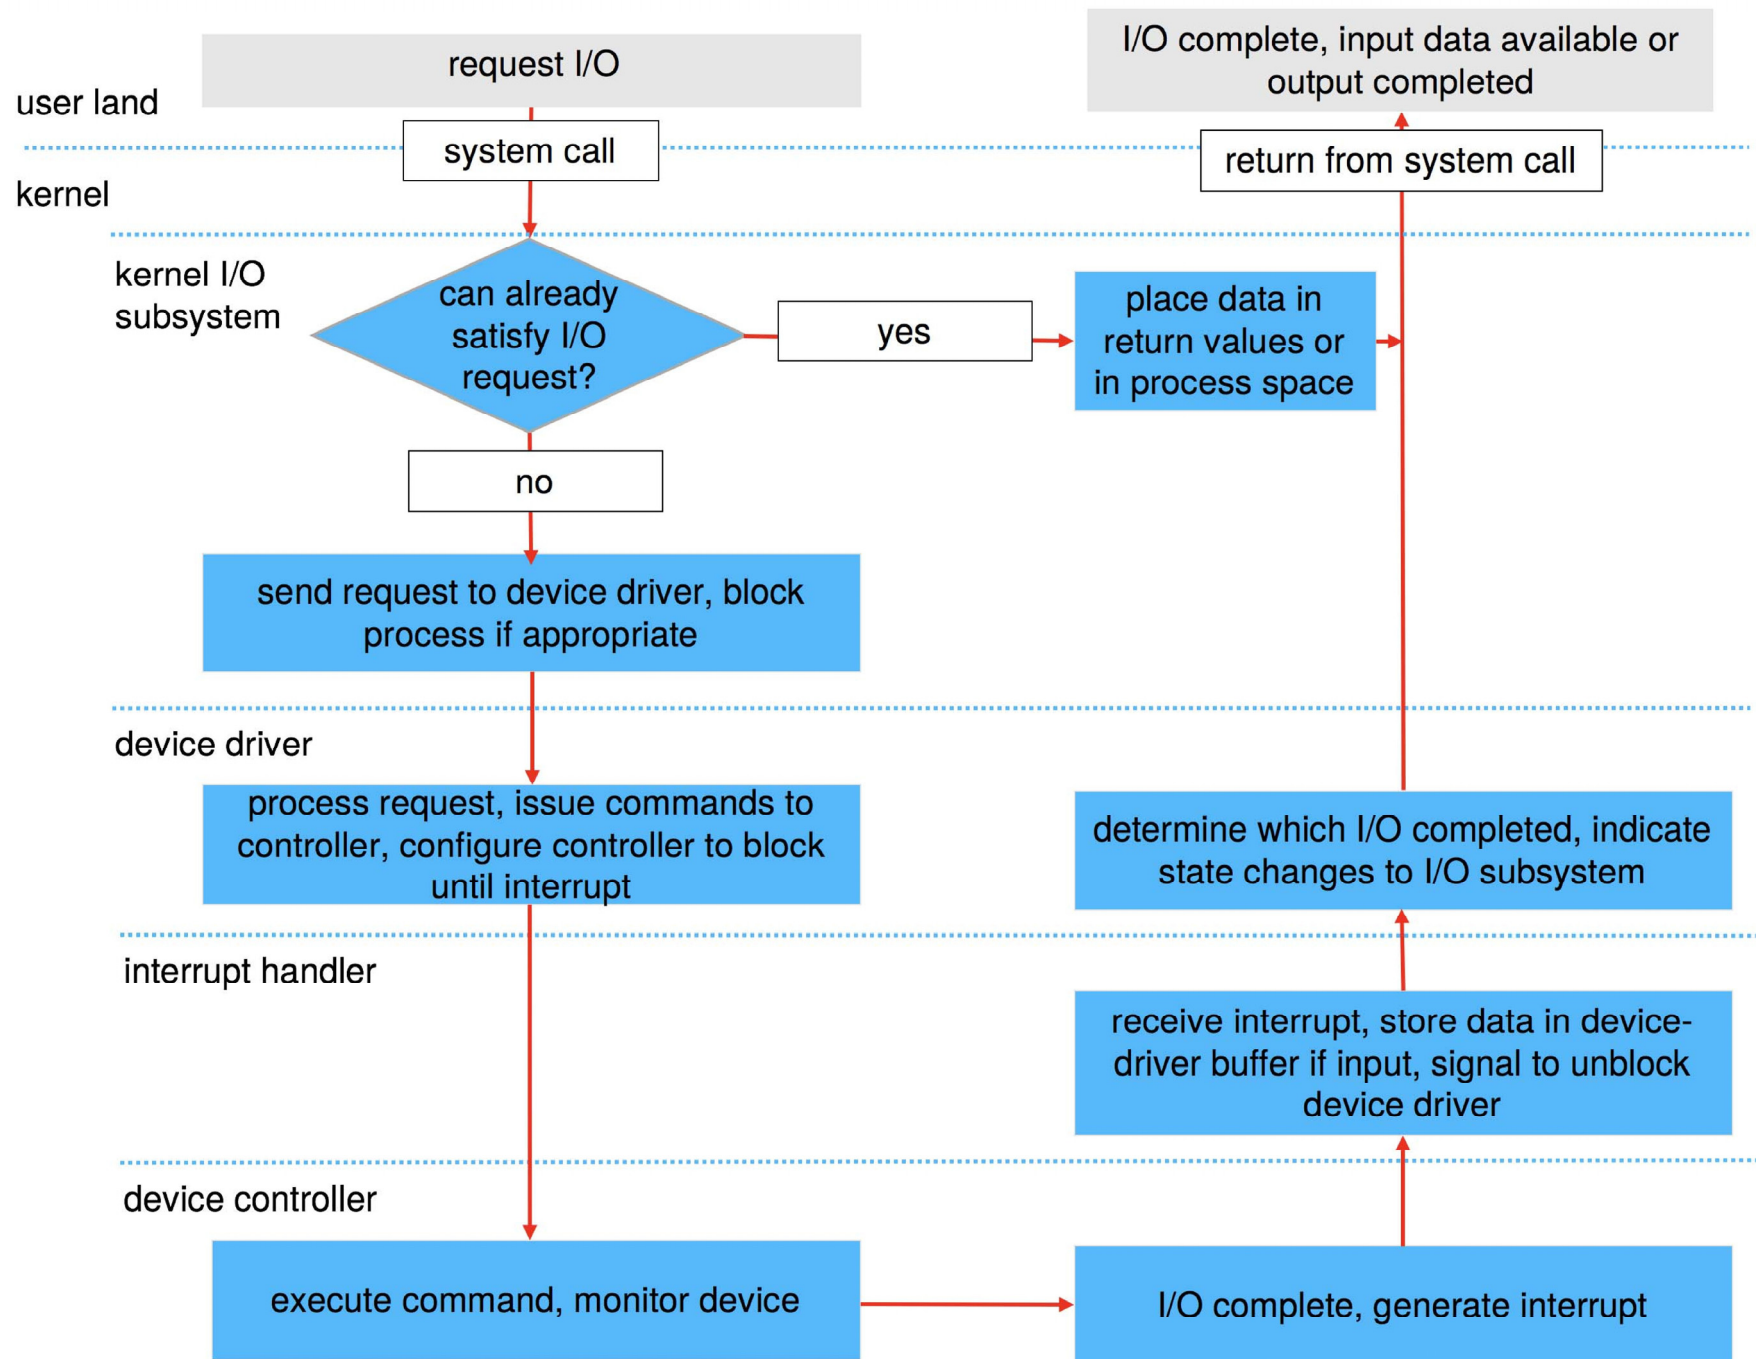 request I/O
I/O complete, input data available or
output completed
user land
system call
return from system call
kernel
kernel I/O
subsystem
can already
satisfy I/O
request?
yes
place data in
return values or
in process space
no
send request to device driver, block
process if appropriate
device driver
process request, issue commands to
controller, configure controller to block
until interrupt
determine which I/O completed, indicate
state changes to I/O subsystem
interrupt handler
receive interrupt, store data in device-
driver buffer if input, signal to unblock
device driver
device controller
execute command, monitor device
I/O complete, generate interrupt